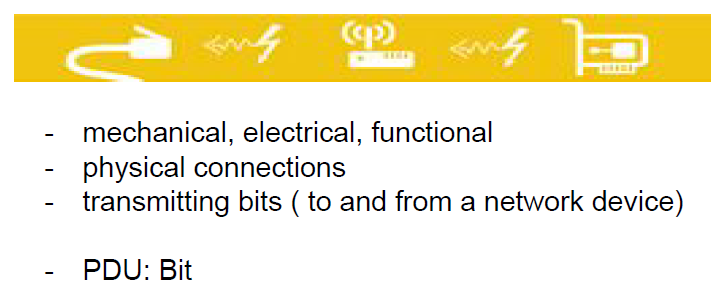 - mechanical, electrical, functional
- physical connections
- transmitting bits ( to and from a network device)
- PDU: Bit